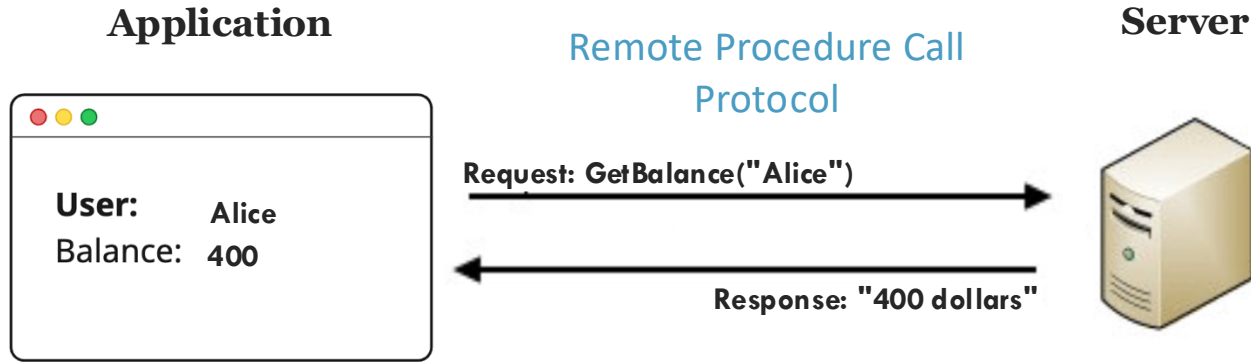 Application
Server
Remote Procedure Call
Protocol
Request: GetBalance("Alice")
User: Alice
Balance: 400
Response: "400 dollars"